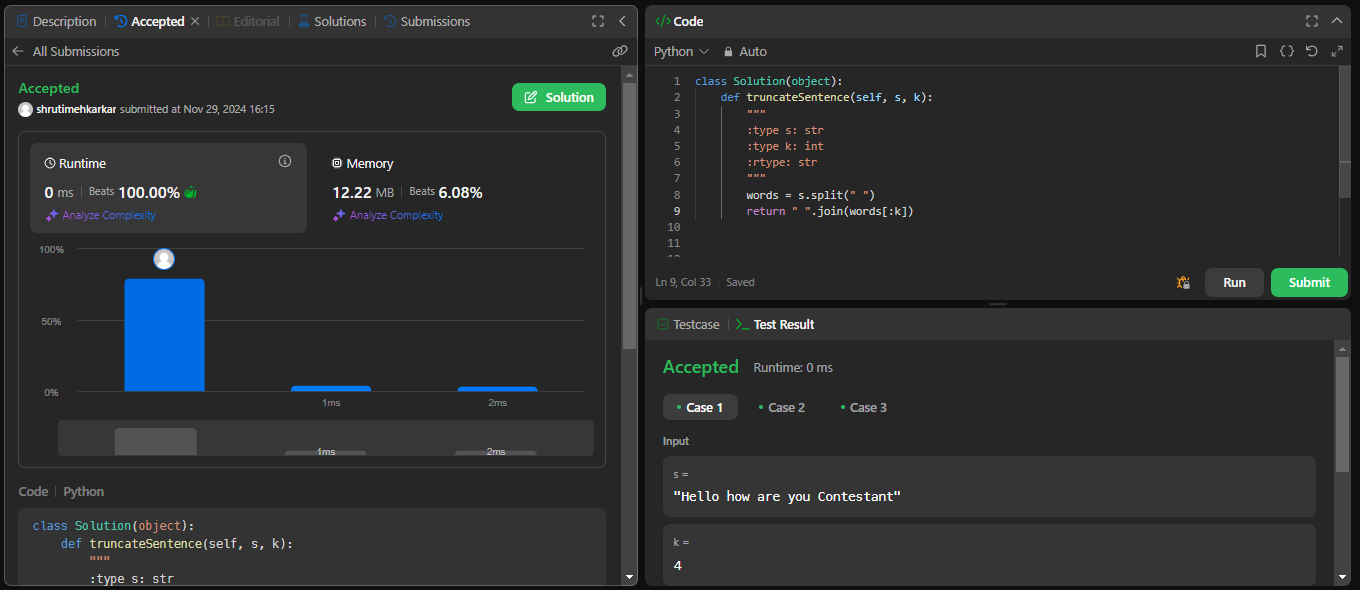 Description Accepted Editorial Solutions Submissions
All Submissions
Accepted
shrutimehkarkar submitted at Nov 29, 2024 16:15
Solution
Runtime
0 ms Beats 100.00%
Analyze Complexity
Memory
12.22 MB Beats 6.08%
Analyze Complexity
100%
50%
0%
1ms 2ms
1ms 2ms
Code Python
class Solution(object):
def truncateSentence(self, s, k):
"""
:type s: str
</> Code
Python Auto
1 class Solution(object):
2 def truncateSentence(self, s, k):
3 """
4 :type s: str
5 :type k: int
6 :rtype: str
7 """
8 words = s.split(" ")
9 return " ".join(words[:k])
10
11
Ln 9, Col 33 Saved
Run Submit
Testcase Test Result
Accepted Runtime: 0 ms
Case 1 Case 2 Case 3
Input
s =
"Hello how are you Contestant"
k =
4